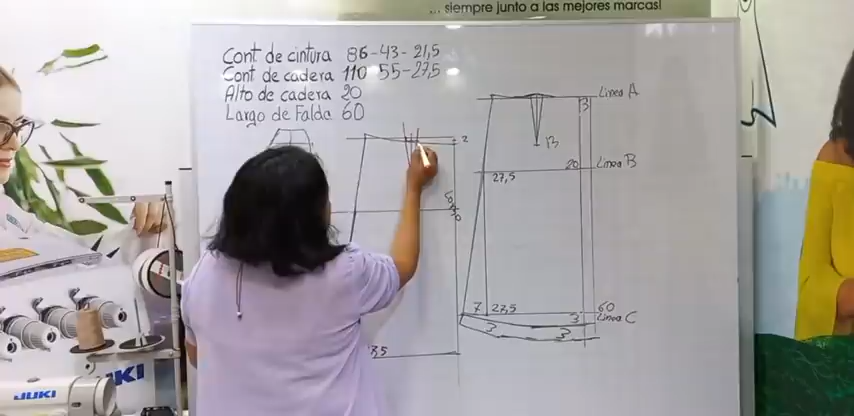 ... siempre junto a las mejores marcas!
Cont de cintura 86-43-21,5
Cont de cadera 110 55-27,5
Alto de cadera 20
Largo de Falda 60
2
3
Linea A
13
20
Linea B
27,5
7
27,5
60
3
Linea C
3
3
JUKI
JUKI